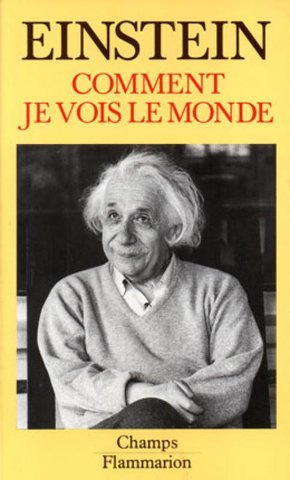 EINSTEIN
COMMENT
JE VOIS LE MONDE
Champs
Flammarion